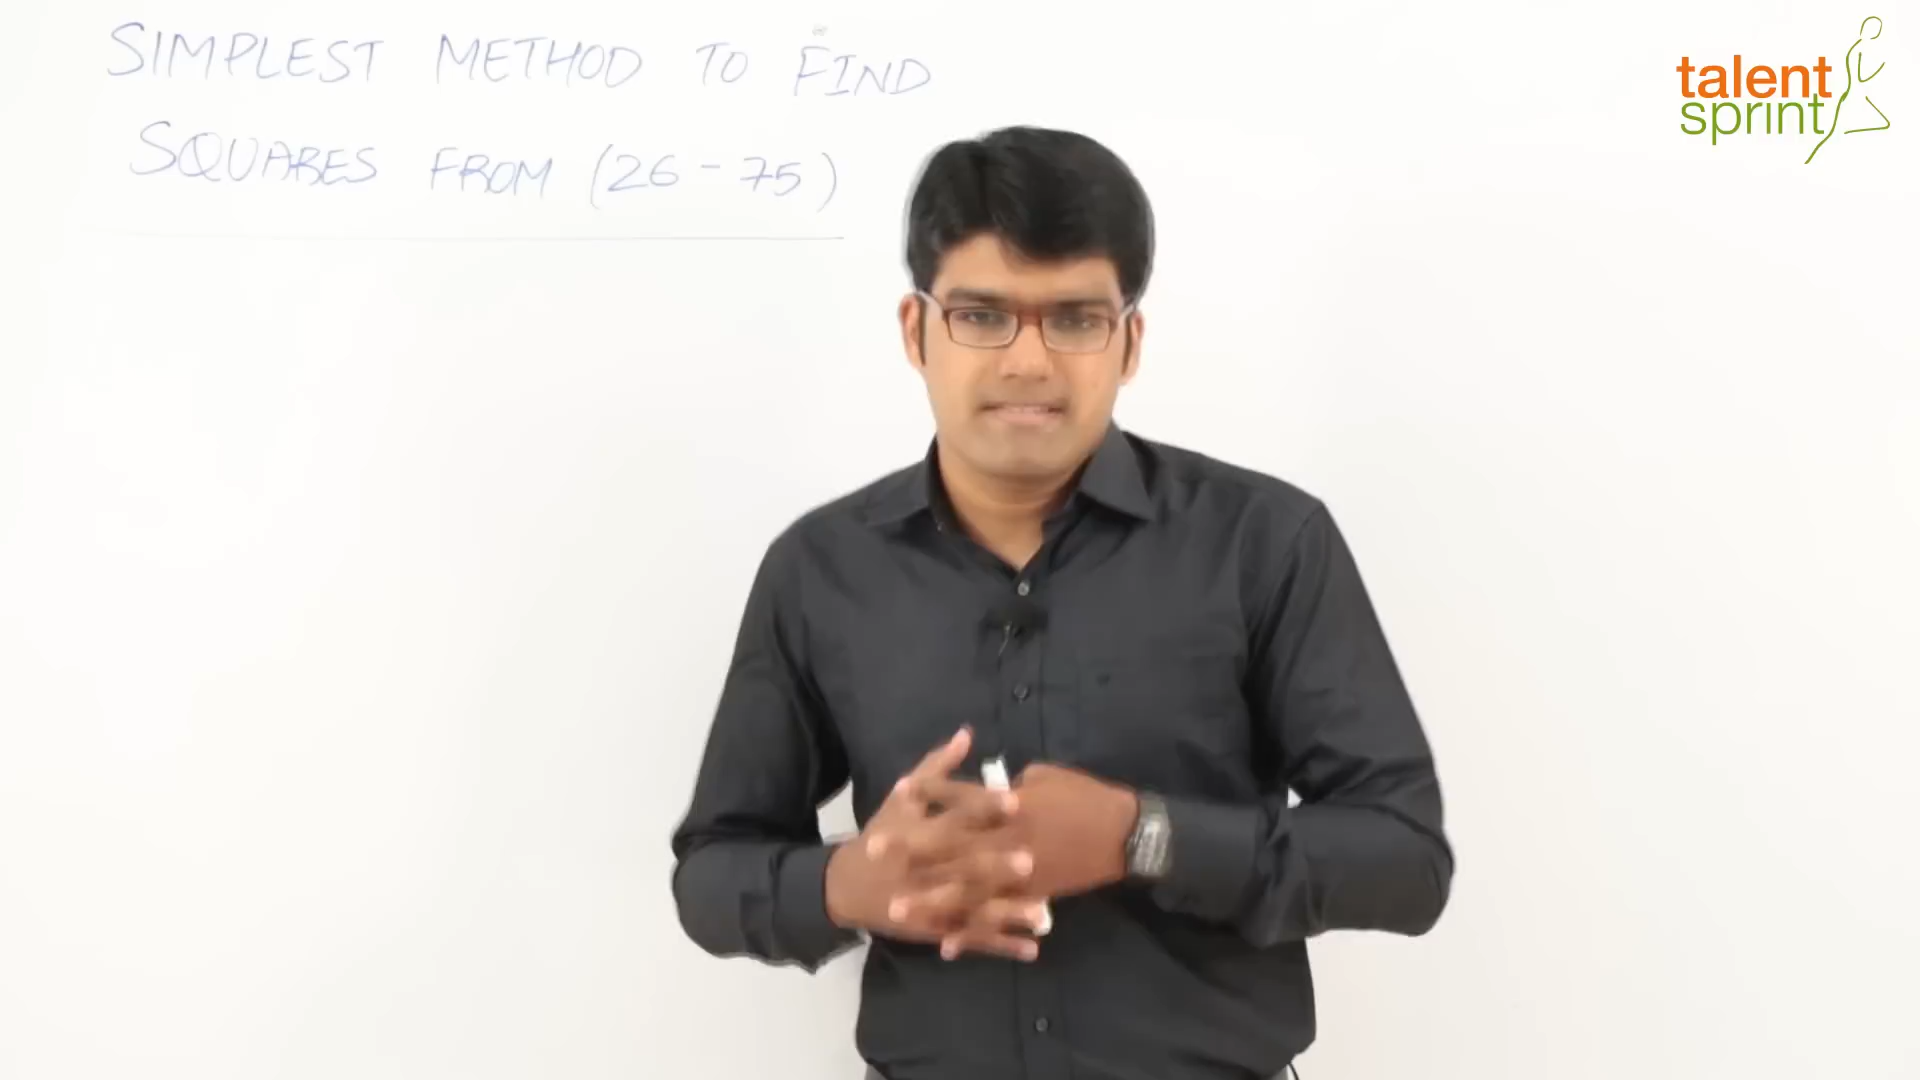 SIMPLEST METHOD TO FIND
SQUARES FROM (26 - 75)
talent
sprint